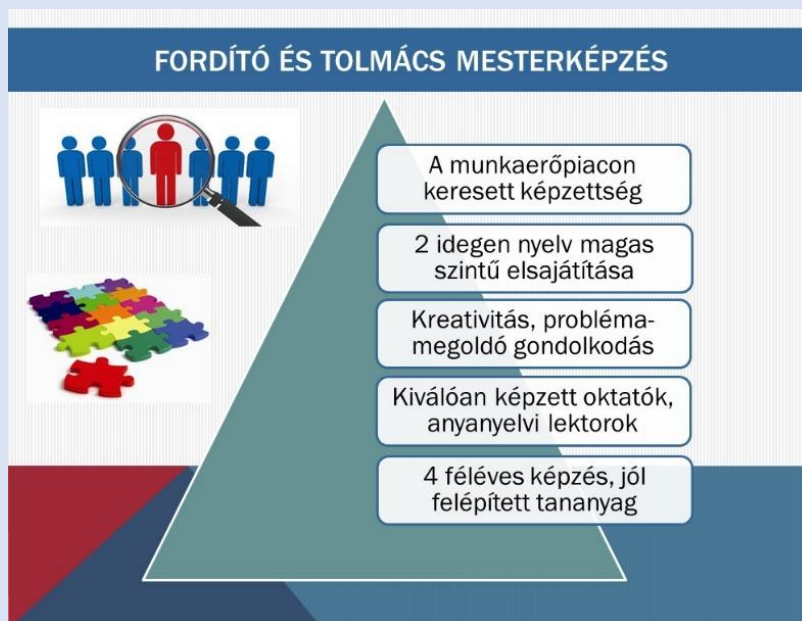 FORDÍTÓ ÉS TOLMÁCS MESTERKÉPZÉS
A munkaerőpiacon
keresett képzettség
2 idegen nyelv magas
szintű elsajátítása
Kreativitás, probléma-
megoldó gondolkodás
Kiválóan képzett oktatók,
anyanyelvi lektorok
4 féléves képzés, jól
felépített tananyag